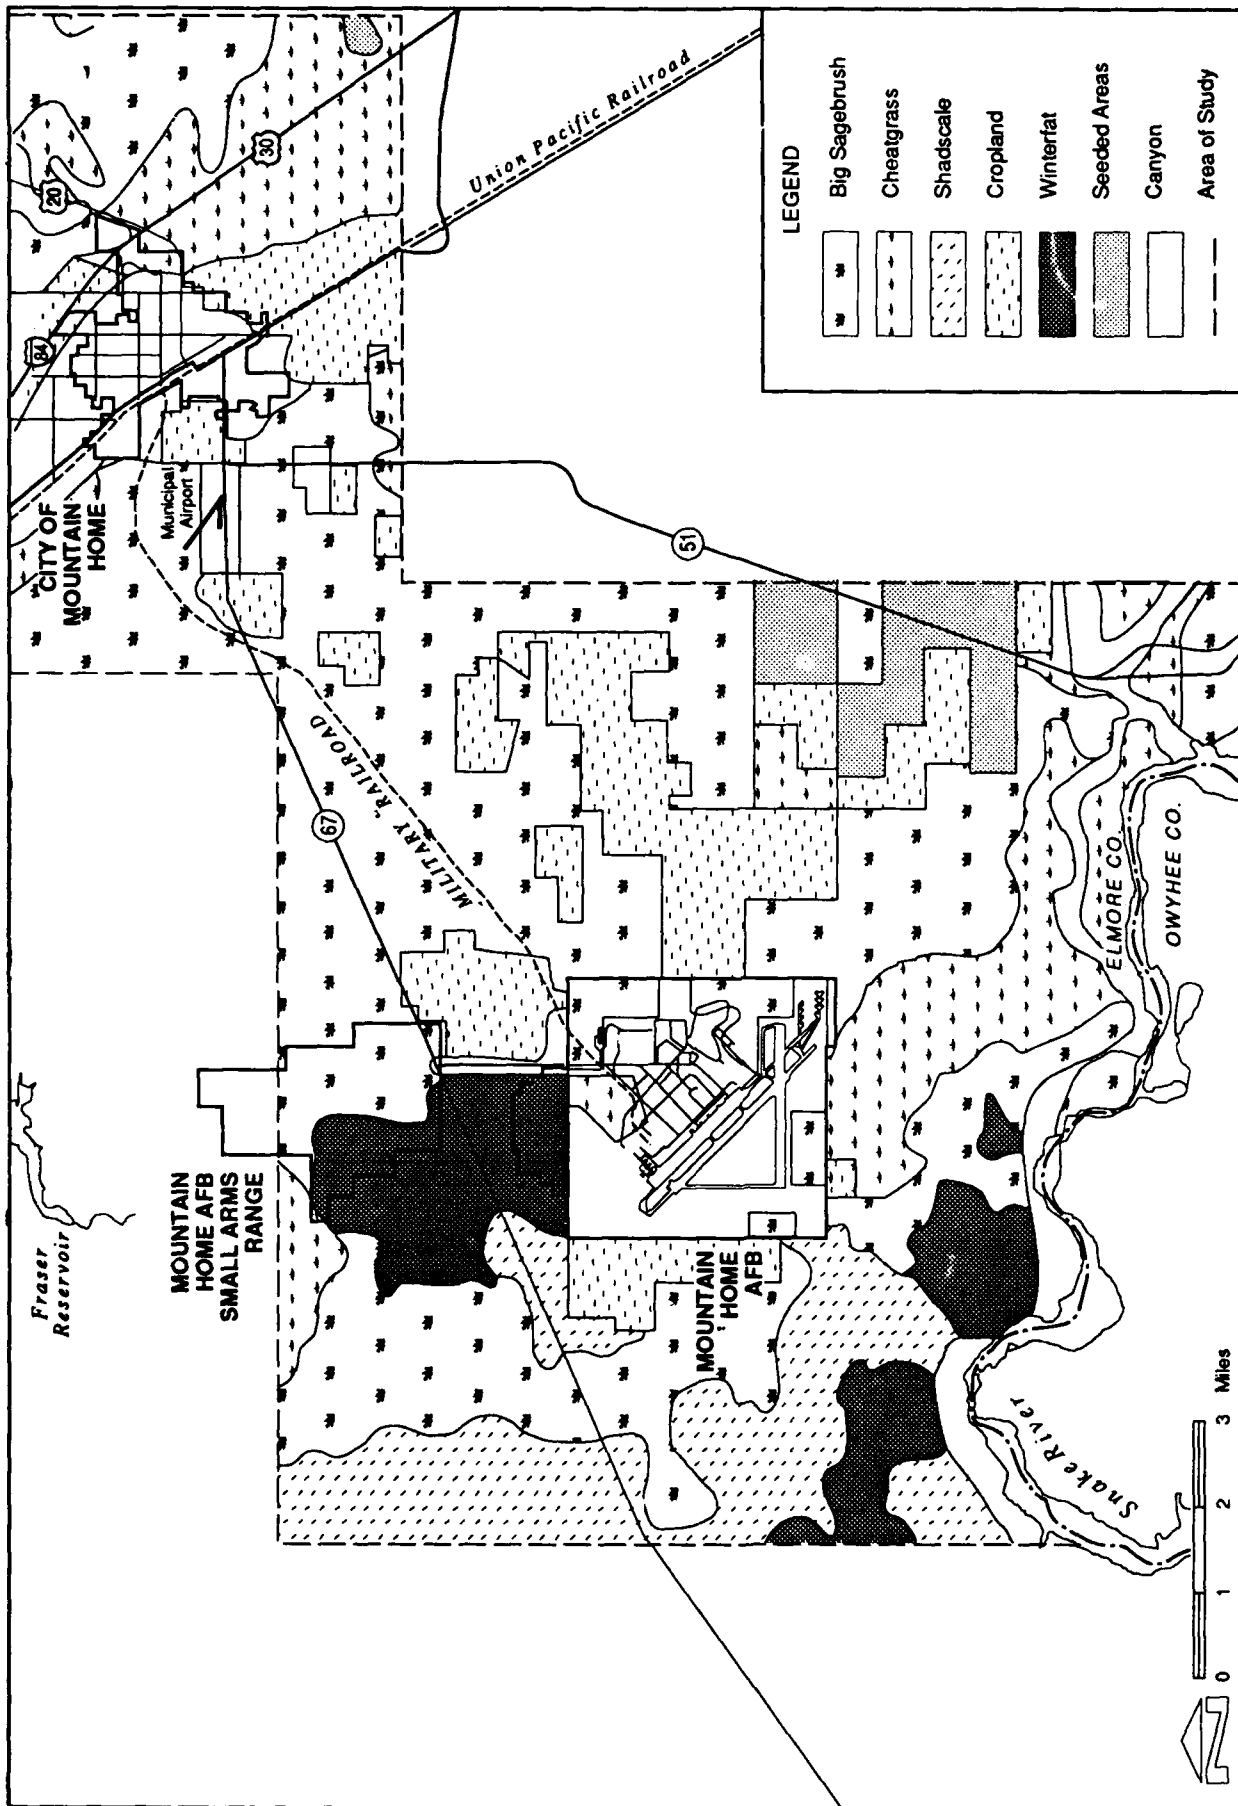 Fraser
Reservoir
MOUNTAIN
HOME AFB
SMALL ARMS
RANGE
67
MILITARY RAILROAD
CITY OF
MOUNTAIN
HOME
Municipal
Airport
84
20
30
Union Pacific Railroad
51
MOUNTAIN
HOME
AFB
ELMORE CO.
OWYHEE CO.
Snake River
0 1 2 3 Miles
N
LEGEND
Big Sagebrush
Cheatgrass
Shadscale
Cropland
Winterfat
Seeded Areas
Canyon
Area of Study